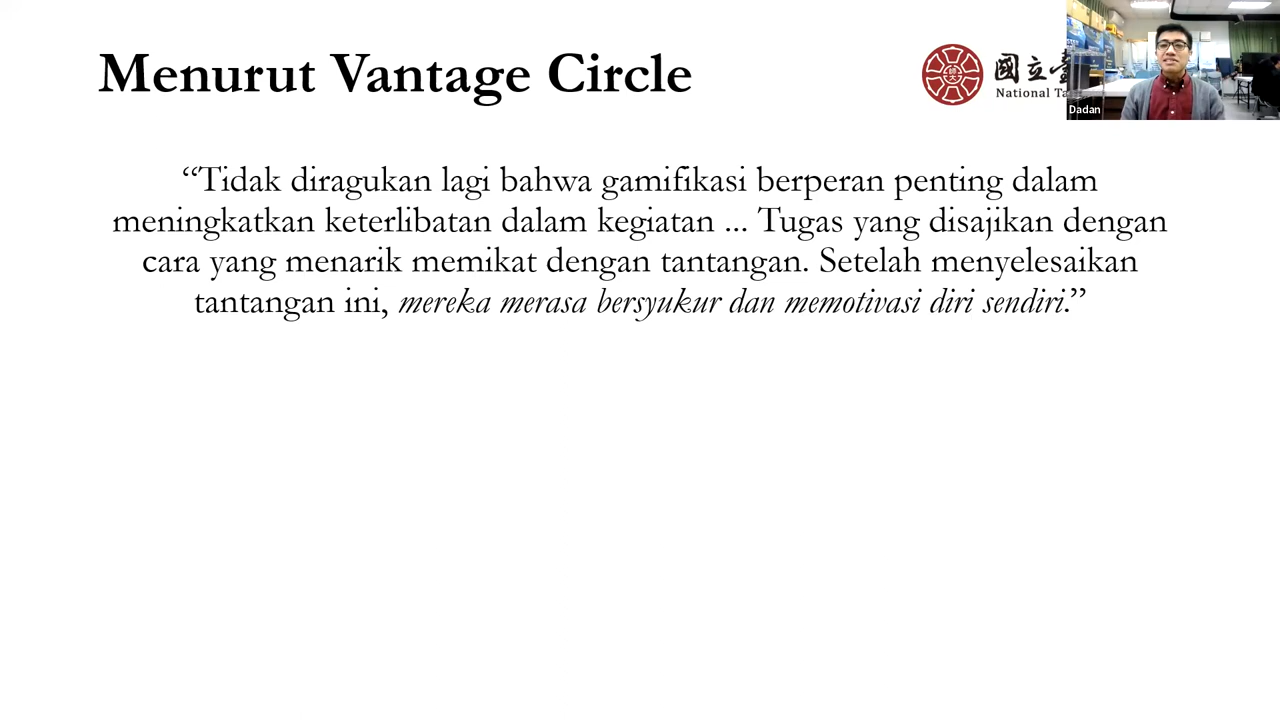 Menurut Vantage Circle
國立臺
National Ta
Dadan
“Tidak diragukan lagi bahwa gamifikasi berperan penting dalam
meningkatkan keterlibatan dalam kegiatan ... Tugas yang disajikan dengan
cara yang menarik memikat dengan tantangan. Setelah menyelesaikan
tantangan ini, mereka merasa bersyukur dan memotivasi diri sendiri.”